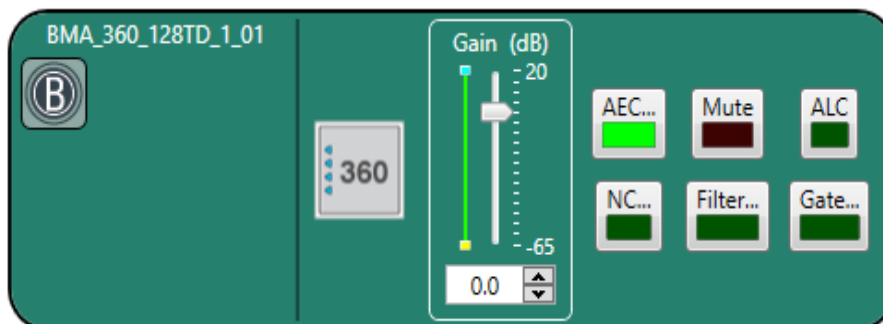 BMA_360_128TD_1_01
B
360
Gain (dB)
20
-65
0.0
AEC...
Mute
ALC
NC...
Filter...
Gate...